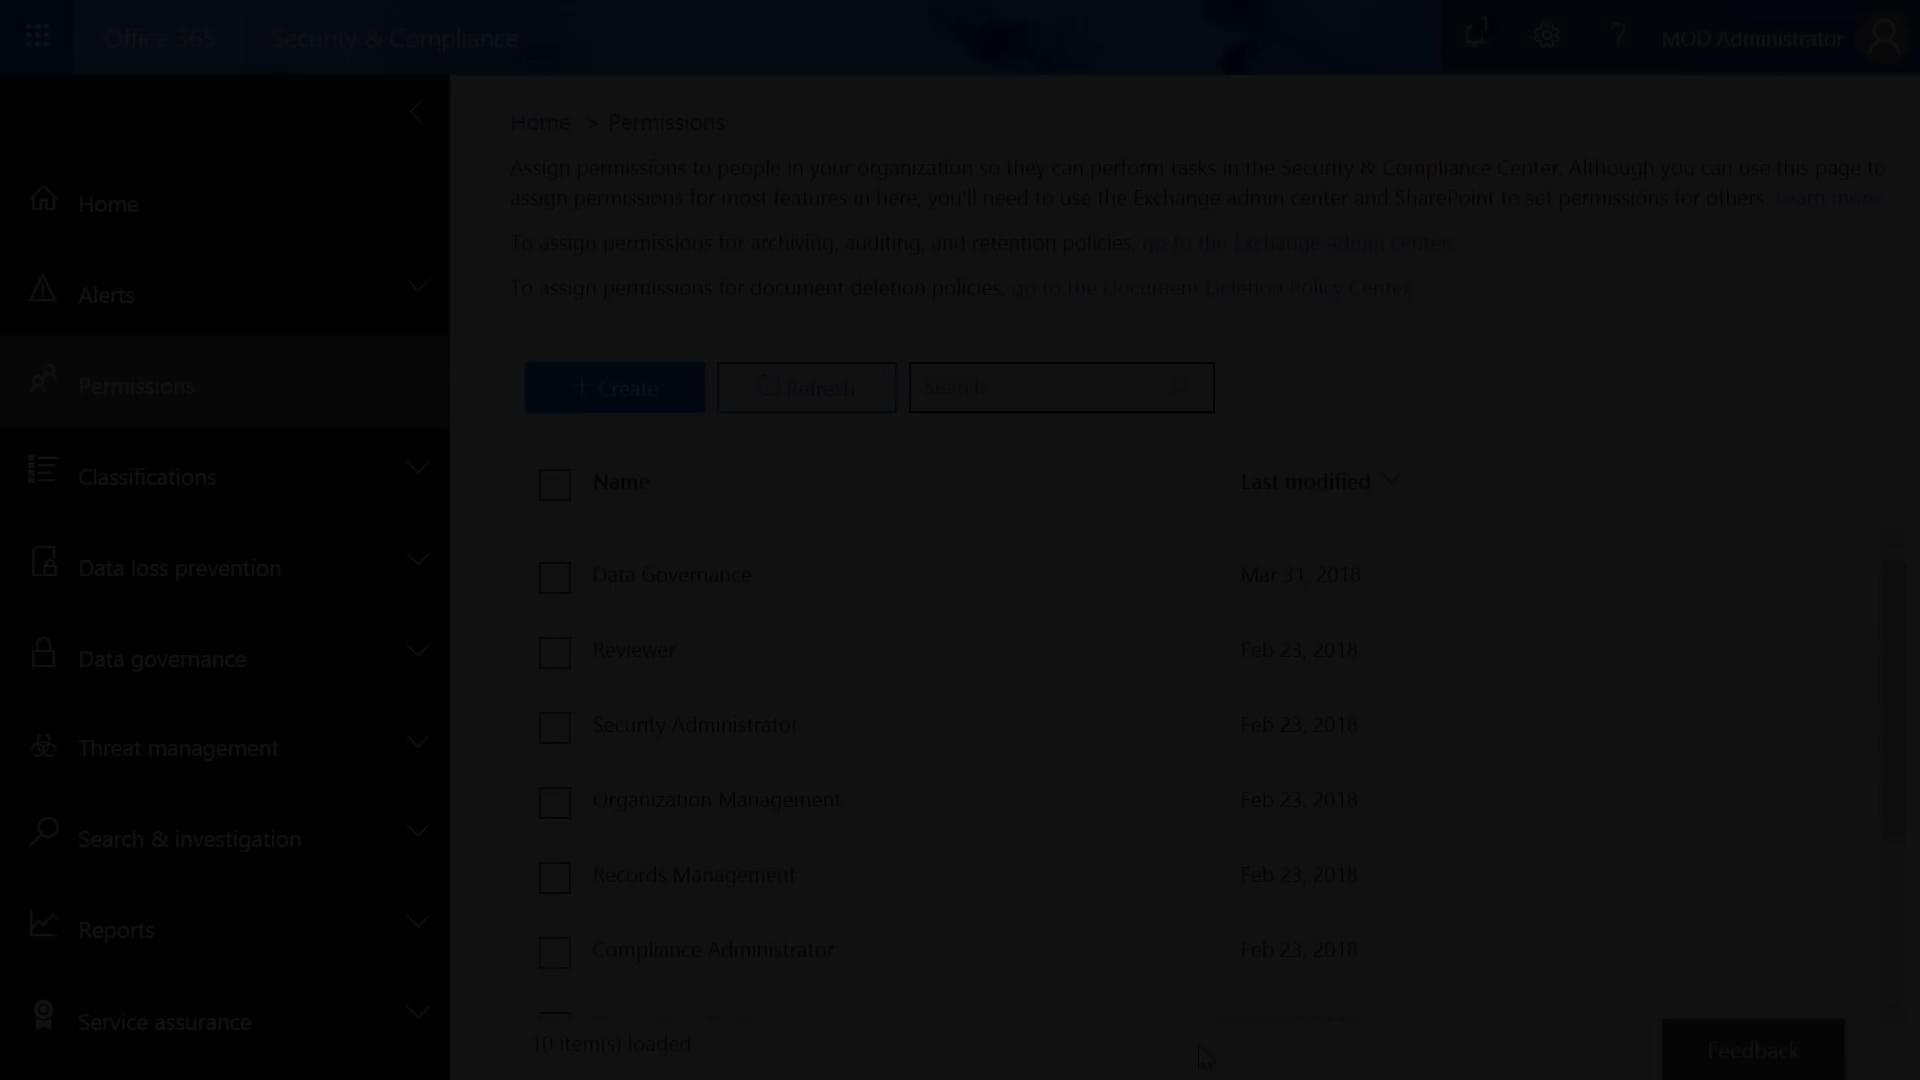 Office 365 Security & Compliance MOD Administrator
Home > Permissions
Assign permissions to people in your organization so they can perform tasks in the Security & Compliance Center. Although you can use this page to
assign permissions for most features in here, you'll need to use the Exchange admin center and SharePoint to set permissions for others. Learn more
To assign permissions for archiving, auditing, and retention policies, go to the Exchange admin center.
To assign permissions for document deletion policies, go to the Document Deletion Policy Center.
Home
Alerts
Permissions
Classifications
Data loss prevention
Data governance
Threat management
Search & investigation
Reports
Service assurance
+ Create Refresh Search
Name Last modified
Data Governance Mar 31, 2018
Reviewer Feb 23, 2018
Security Administrator Feb 23, 2018
Organization Management Feb 23, 2018
Records Management Feb 23, 2018
Compliance Administrator Feb 23, 2018
10 item(s) loaded
Feedback